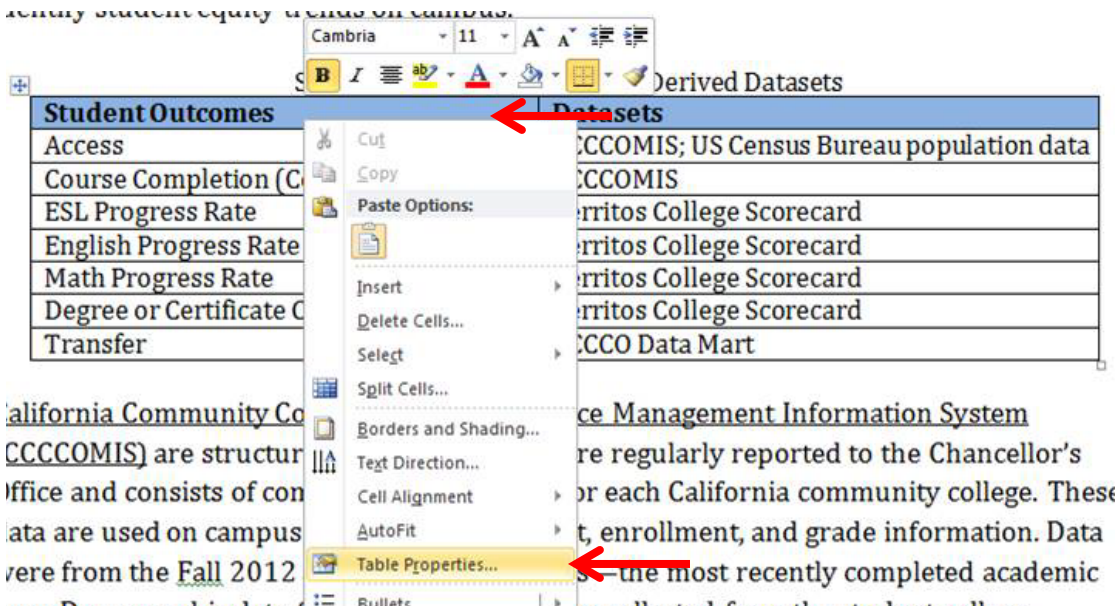 dentify student equity trends on campus.
Cambria 11 A A
B I ab A
S Derived Datasets
Student Outcomes Datasets
Access CCCOMIS; US Census Bureau population data
Cut
Course Completion (C CCCOMIS
Copy
ESL Progress Rate erritos College Scorecard
Paste Options:
English Progress Rate erritos College Scorecard
Math Progress Rate erritos College Scorecard
Insert
Degree or Certificate C erritos College Scorecard
Delete Cells...
Transfer CCCO Data Mart
Select
Split Cells...
alifornia Community Co ce Management Information System
Borders and Shading...
CCCCOMIS) are structur re regularly reported to the Chancellor's
Text Direction...
Office and consists of con or each California community college. These
Cell Alignment
ata are used on campus t, enrollment, and grade information. Data
AutoFit
were from the Fall 2012 s—the most recently completed academic
Table Properties...
Bullets